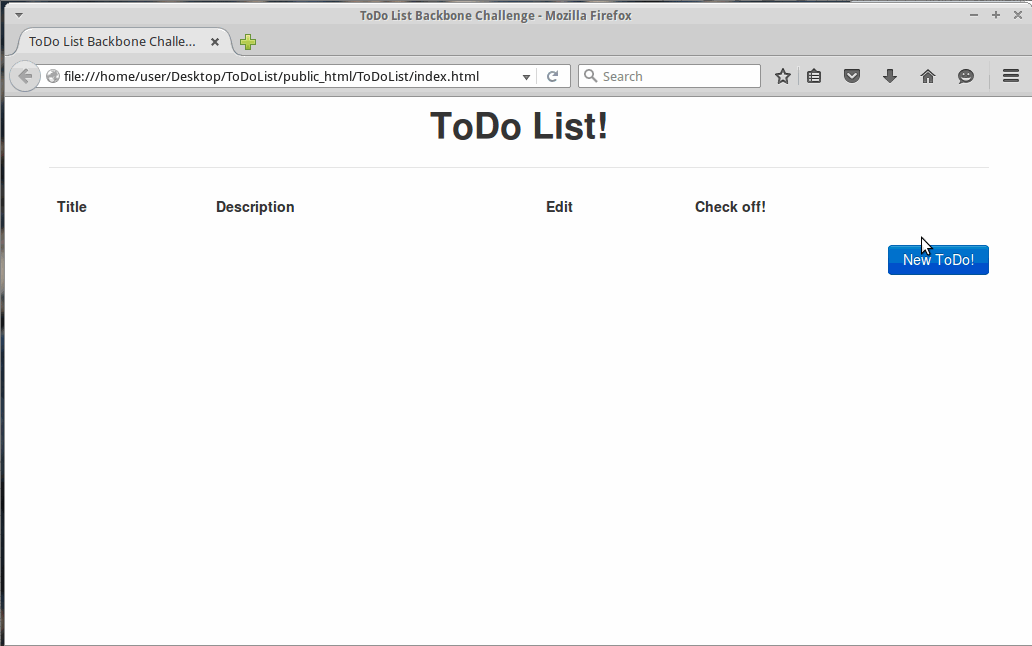 ToDo List Backbone Challenge - Mozilla Firefox
ToDo List Backbone Challe...
file:///home/user/Desktop/ToDoList/public_html/ToDoList/index.html
Search
ToDo List!
Title Description Edit Check off!
New ToDo!